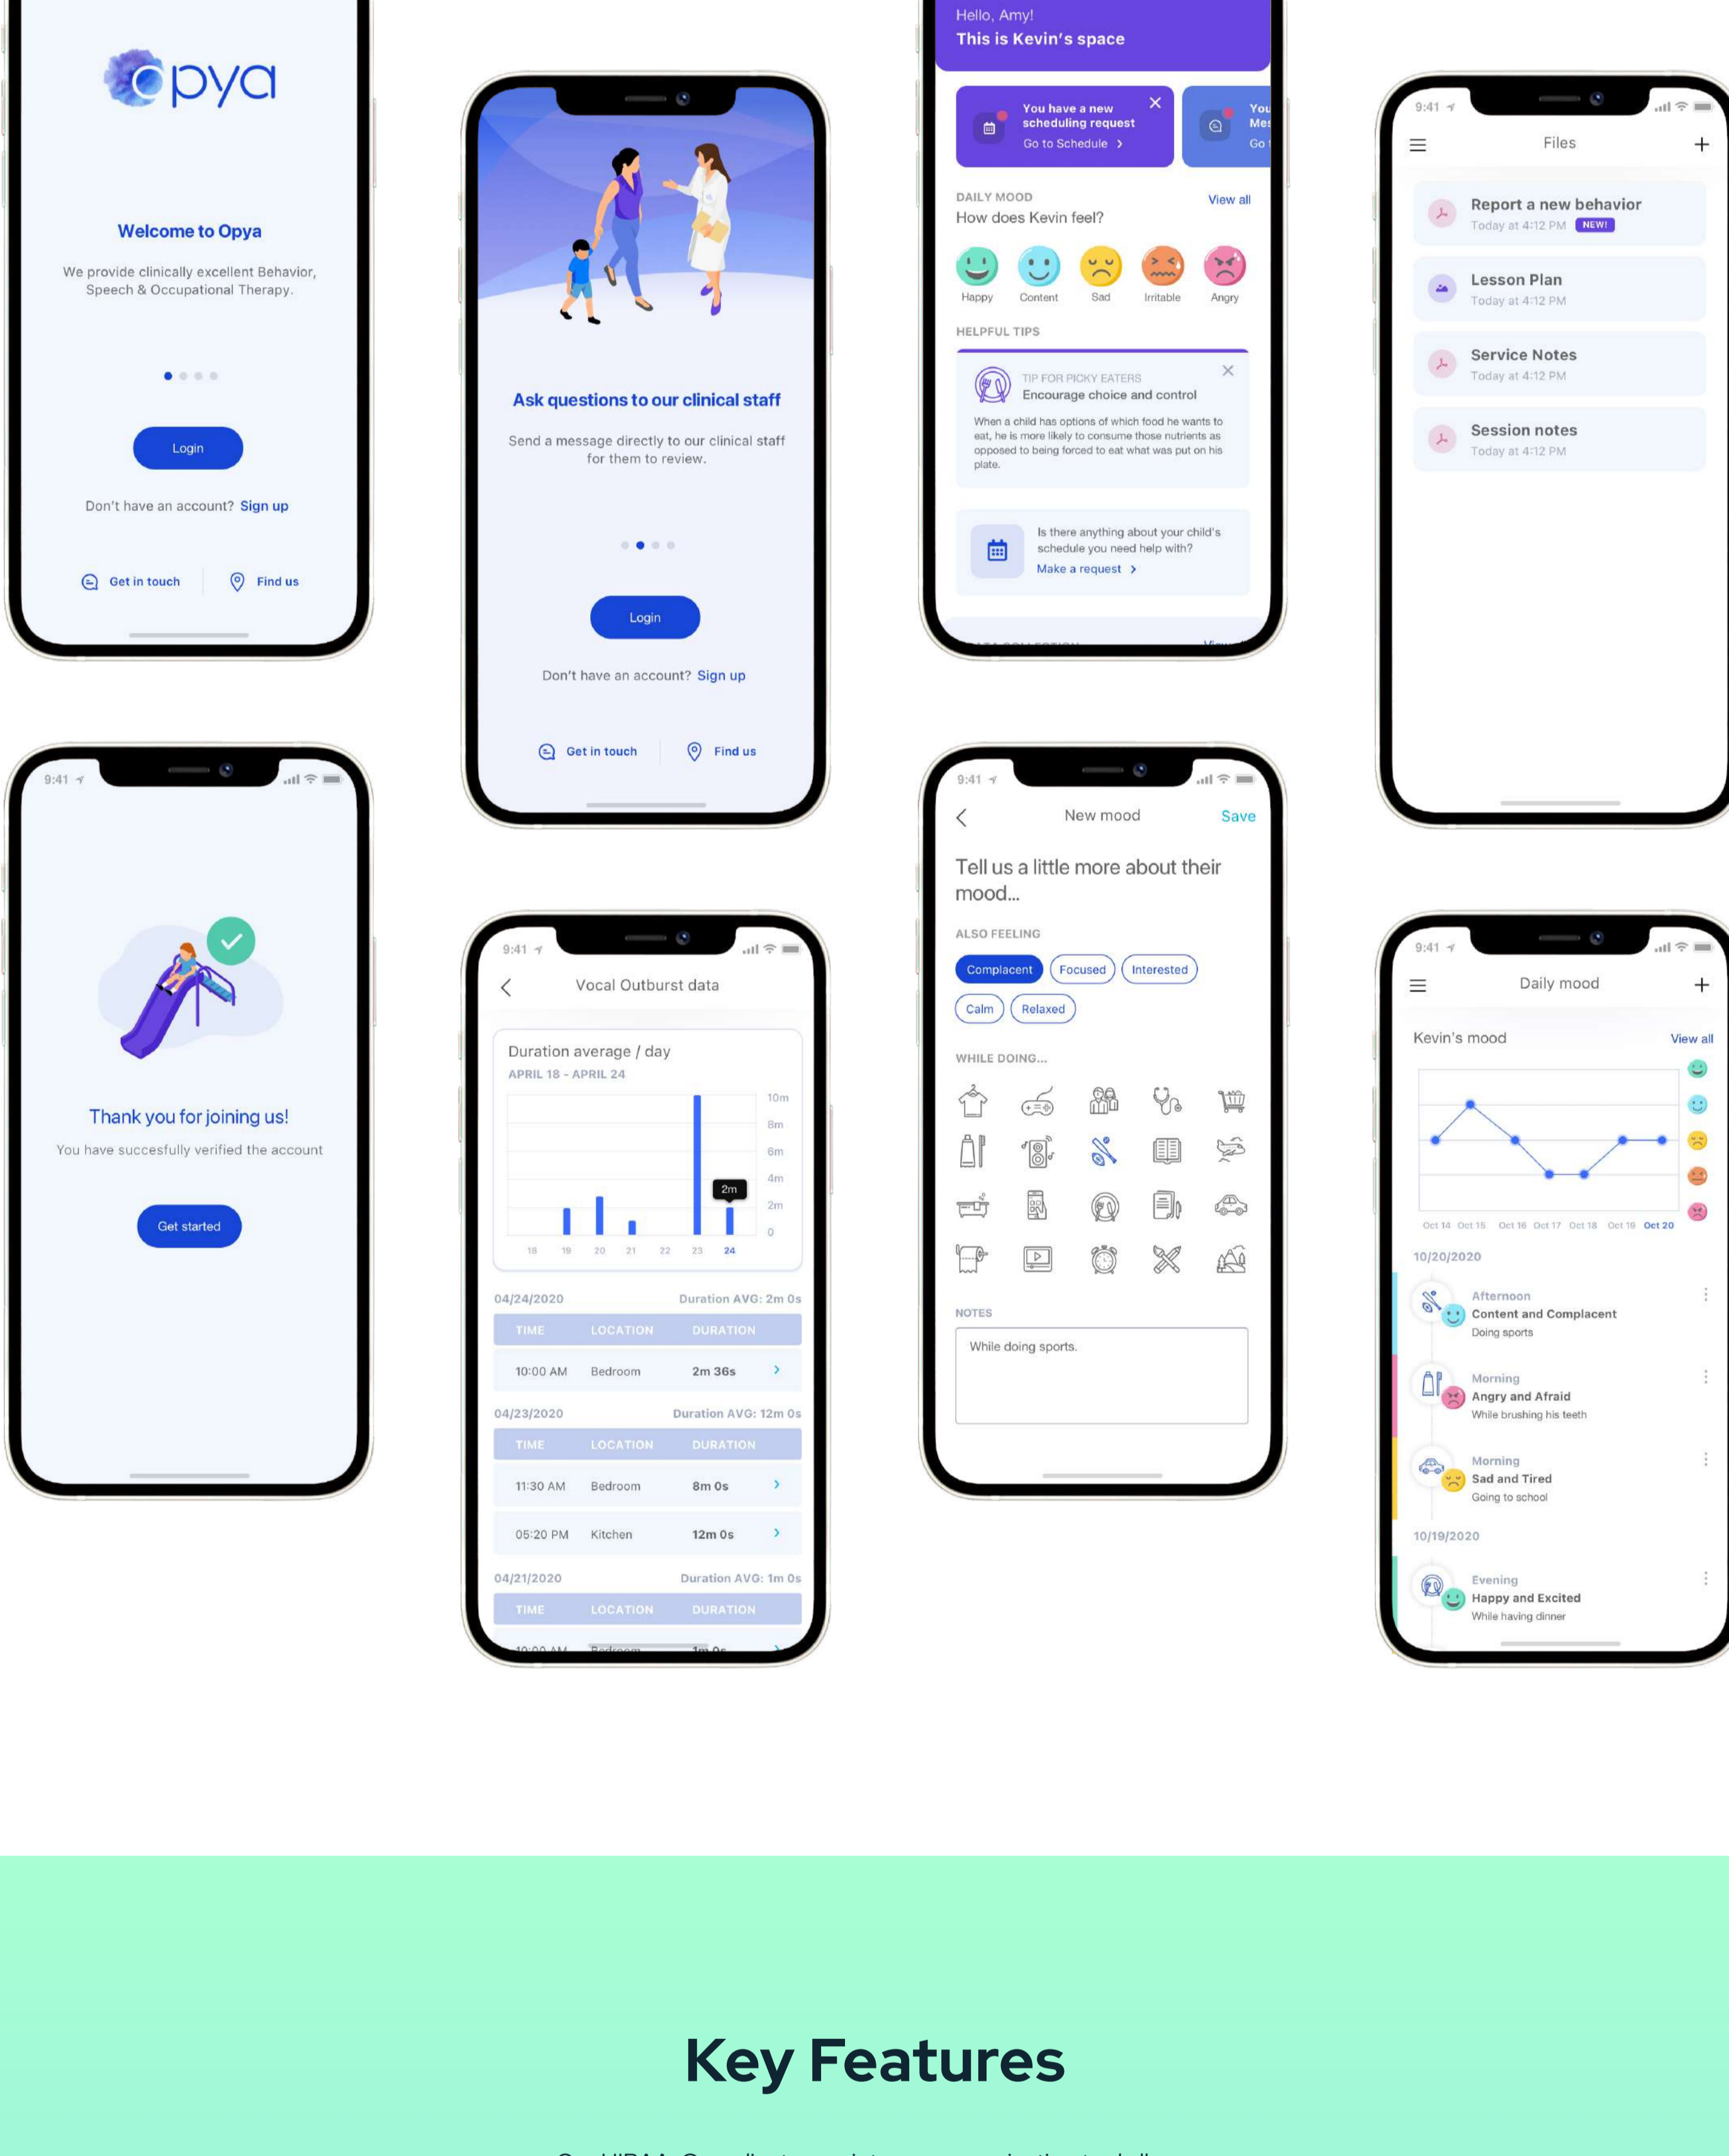 opya
Welcome to Opya
We provide clinically excellent Behavior,
Speech & Occupational Therapy.
Login
Don't have an account? Sign up
Get in touch
Find us
9:41
Thank you for joining us!
You have succesfully verified the account
Get started
Ask questions to our clinical staff
Send a message directly to our clinical staff
for them to review.
Login
Don't have an account? Sign up
Get in touch
Find us
9:41
Vocal Outburst data
Duration average / day
APRIL 18 - APRIL 24
10m
8m
6m
4m
2m
2m
0
18 19 20 21 22 23 24
04/24/2020 Duration AVG: 2m 0s
TIME LOCATION DURATION
10:00 AM Bedroom 2m 36s
04/23/2020 Duration AVG: 12m 0s
TIME LOCATION DURATION
11:30 AM Bedroom 8m 0s
05:20 PM Kitchen 12m 0s
04/21/2020 Duration AVG: 1m 0s
TIME LOCATION DURATION
10:00 AM Bedroom 1m 0s
Hello, Amy!
This is Kevin's space
You have a new
scheduling request
Go to Schedule
You
Mes
Go
DAILY MOOD View all
How does Kevin feel?
Happy Content Sad Irritable Angry
HELPFUL TIPS
TIP FOR PICKY EATERS
Encourage choice and control
When a child has options of which food he wants to
eat, he is more likely to consume those nutrients as
opposed to being forced to eat what was put on his
plate.
Is there anything about your child's
schedule you need help with?
Make a request
DATA COLLECTION
9:41
New mood
Save
Tell us a little more about their
mood...
ALSO FEELING
Complacent Focused Interested
Calm Relaxed
WHILE DOING...
NOTES
While doing sports.
9:41
Files
Report a new behavior
Today at 4:12 PM NEW!
Lesson Plan
Today at 4:12 PM
Service Notes
Today at 4:12 PM
Session notes
Today at 4:12 PM
9:41
Daily mood
Kevin's mood View all
Oct 14 Oct 15 Oct 16 Oct 17 Oct 18 Oct 19 Oct 20
10/20/2020
Afternoon
Content and Complacent
Doing sports
Morning
Angry and Afraid
While brushing his teeth
Morning
Sad and Tired
Going to school
10/19/2020
Evening
Happy and Excited
While having dinner
Key Features